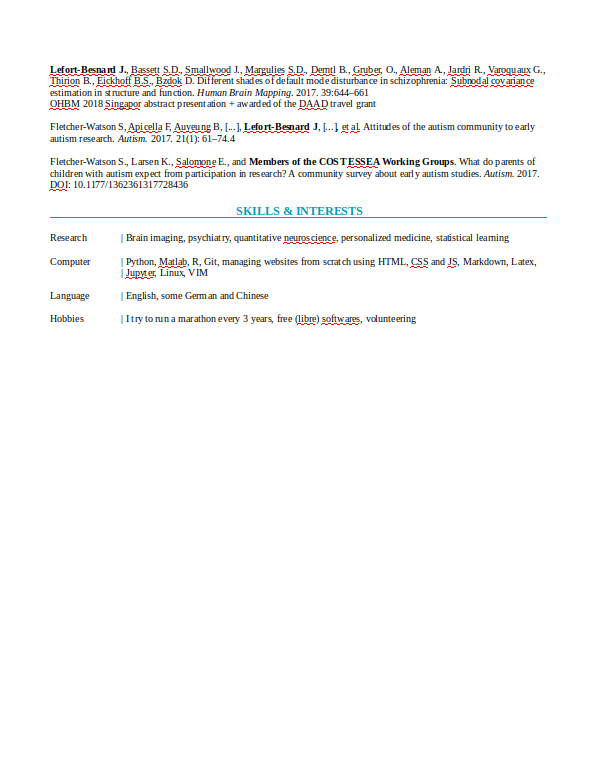 Lefort-Besnard J., Bassett S.D., Smallwood J., Margulies S.D., Derntl B., Gruber, O., Aleman A., Jardri R., Varoquaux G.,
Thirion B., Eickhoff B.S., Bzdok D. Different shades of default mode disturbance in schizophrenia: Subnodal covariance
estimation in structure and function. Human Brain Mapping. 2017. 39:644–661
OHBM 2018 Singapor abstract presentation + awarded of the DAAD travel grant
Fletcher-Watson S, Apicella F, Auyeung B, [...], Lefort-Besnard J, [...], et al. Attitudes of the autism community to early
autism research. Autism. 2017. 21(1): 61–74.4
Fletcher-Watson S., Larsen K., Salomone E., and Members of the COST ESSEA Working Groups. What do parents of
children with autism expect from participation in research? A community survey about early autism studies. Autism. 2017.
DOI: 10.1177/1362361317728436
SKILLS & INTERESTS
Research | Brain imaging, psychiatry, quantitative neuroscience, personalized medicine, statistical learning
Computer | Python, Matlab, R, Git, managing websites from scratch using HTML, CSS and JS, Markdown, Latex,
| Jupyter, Linux, VIM
Language | English, some German and Chinese
Hobbies | I try to run a marathon every 3 years, free (libre) softwares, volunteering